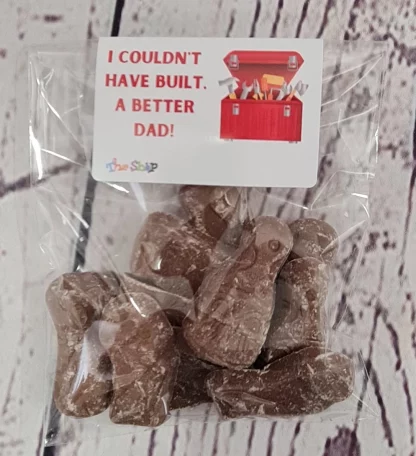 I COULDN'T
HAVE BUILT.
A BETTER
DAD!
The Shop